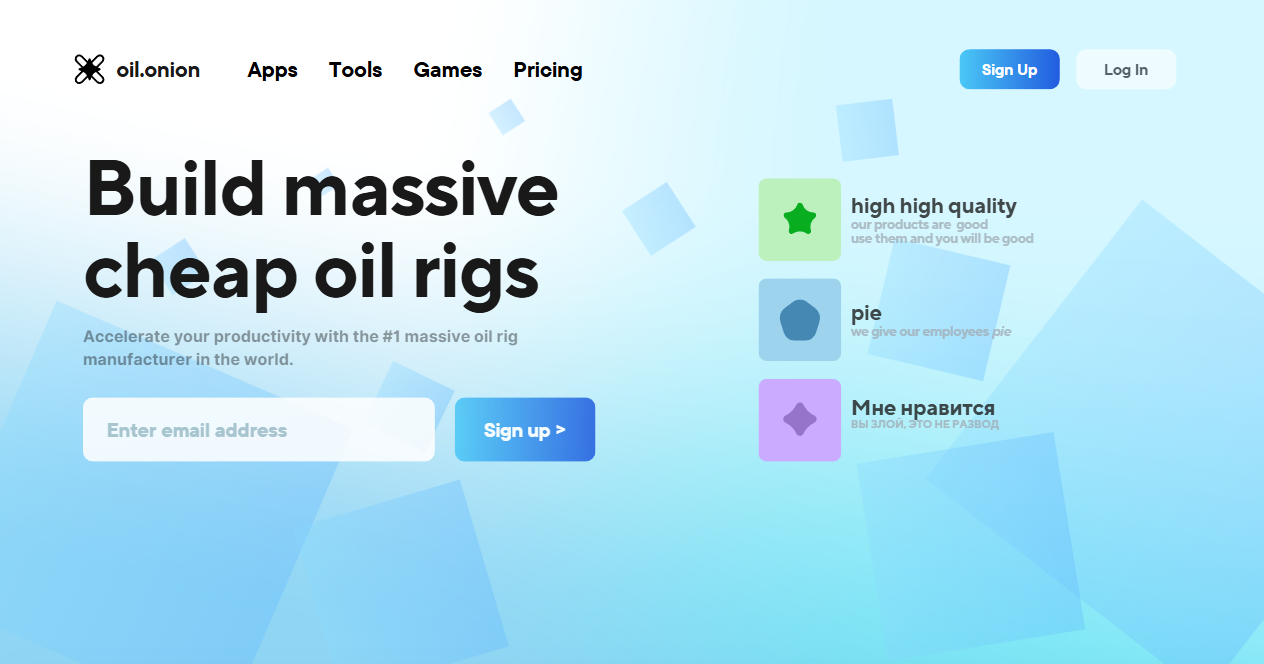 oil.onion
Apps
Tools
Games
Pricing
Sign Up
Log In
Build massive
cheap oil rigs
Accelerate your productivity with the #1 massive oil rig
manufacturer in the world.
Enter email address
Sign up >
high high quality
our products are good
use them and you will be good
pie
we give our employees pie
Мне нравится
ВЫ ЗЛОЙ, ЭТО НЕ РАЗВОД